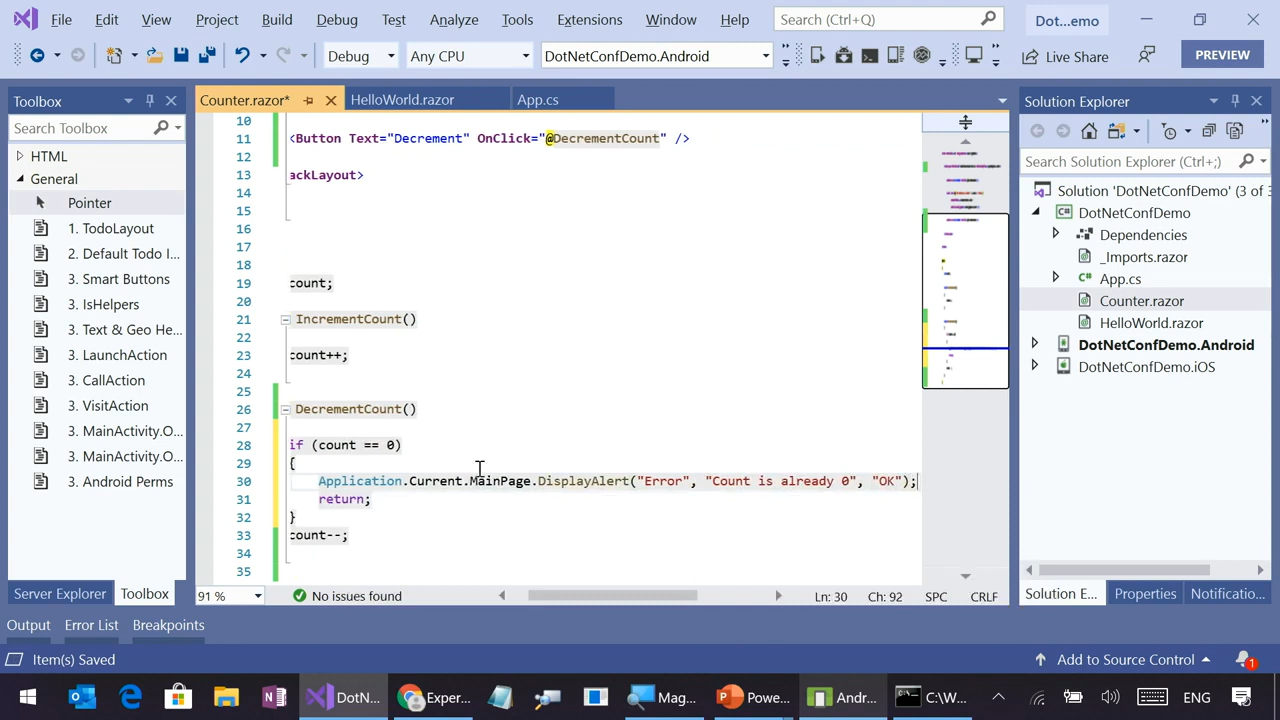 File Edit View Project Build Debug Test Analyze Tools Extensions Window Help Search (Ctrl+Q) Dot...emo
Debug Any CPU DotNetConfDemo.Android Live Share PREVIEW
Toolbox
Search Toolbox
HTML
General
Pointer
1. TodoLayout
2. Default Todo I...
3. Smart Buttons
3. IsHelpers
3. Text & Geo He...
3. LaunchAction
3. CallAction
3. VisitAction
3. MainActivity.O...
3. MainActivity.O...
3. Android Perms
Server Explorer Toolbox
Counter.razor* HelloWorld.razor App.cs
10
11 <Button Text="Decrement" OnClick="@DecrementCount" />
12
13 ackLayout>
14
15
16
17
18
19 count;
20
21 IncrementCount()
22
23 count++;
24
25
26 DecrementCount()
27
28 if (count == 0)
29 {
30 Application.Current.MainPage.DisplayAlert("Error", "Count is already 0", "OK");
31 return;
32 }
33 count--;
34
35
91 % No issues found Ln: 30 Ch: 92 SPC CRLF
Solution Explorer
Search Solution Explorer (Ctrl+;)
Solution 'DotNetConfDemo' (3 of 3
DotNetConfDemo
Dependencies
_Imports.razor
App.cs
Counter.razor
HelloWorld.razor
DotNetConfDemo.Android
DotNetConfDemo.iOS
Solution E... Properties Notificatio...
Output Error List Breakpoints
Item(s) Saved Add to Source Control 1
DotN... Exper... Mag... Powe... Andr... C:\W... ENG